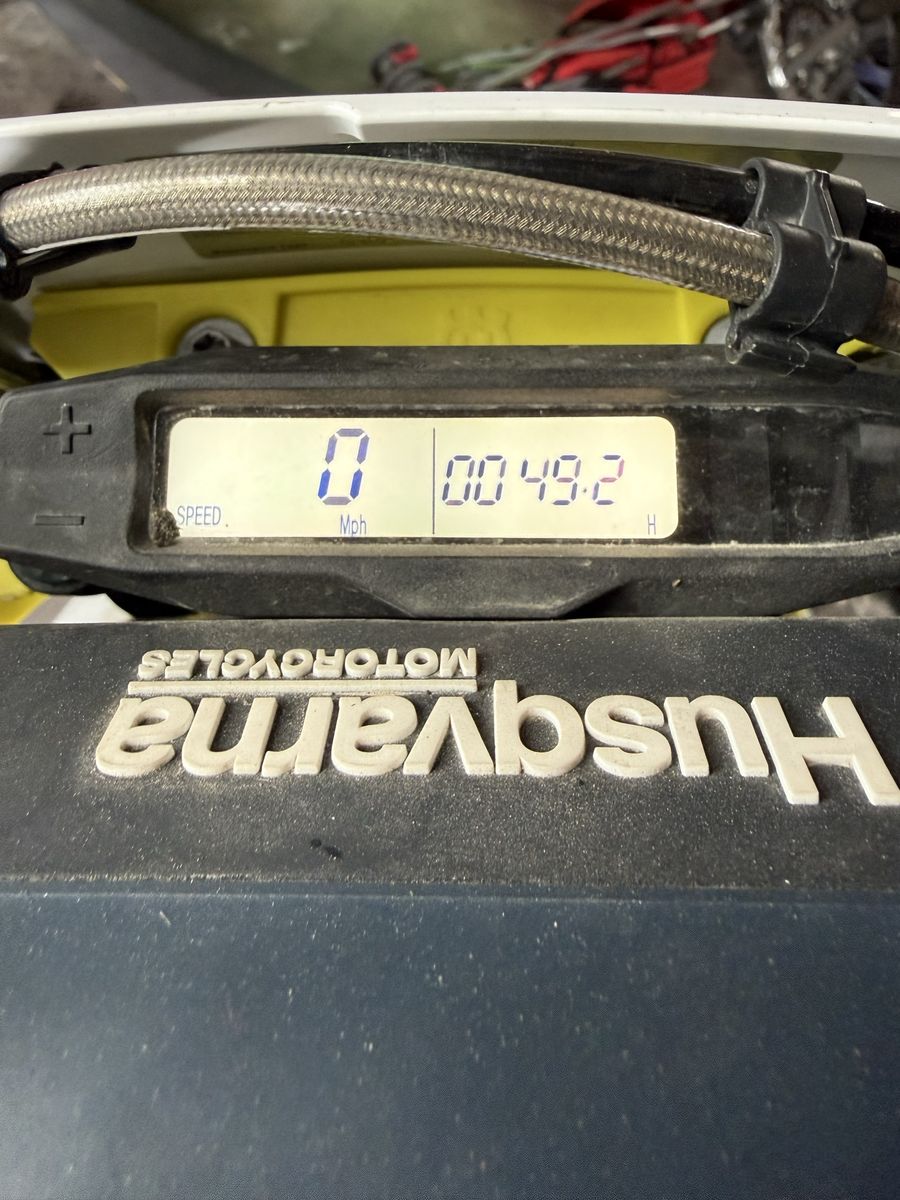 0 0049.2
SPEED Mph H
MOTORCYCLES
Husqvarna